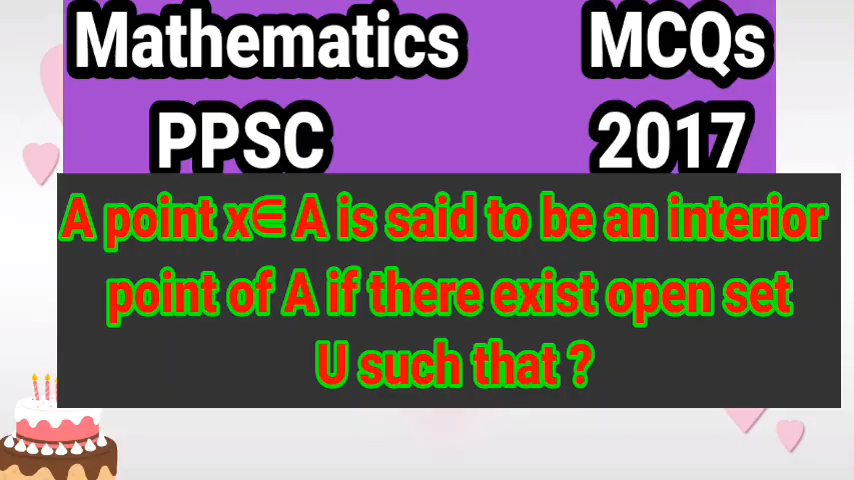 Mathematics MCQs
PPSC 2017
A point x∈ A is said to be an interior
point of A if there exist open set
U such that ?